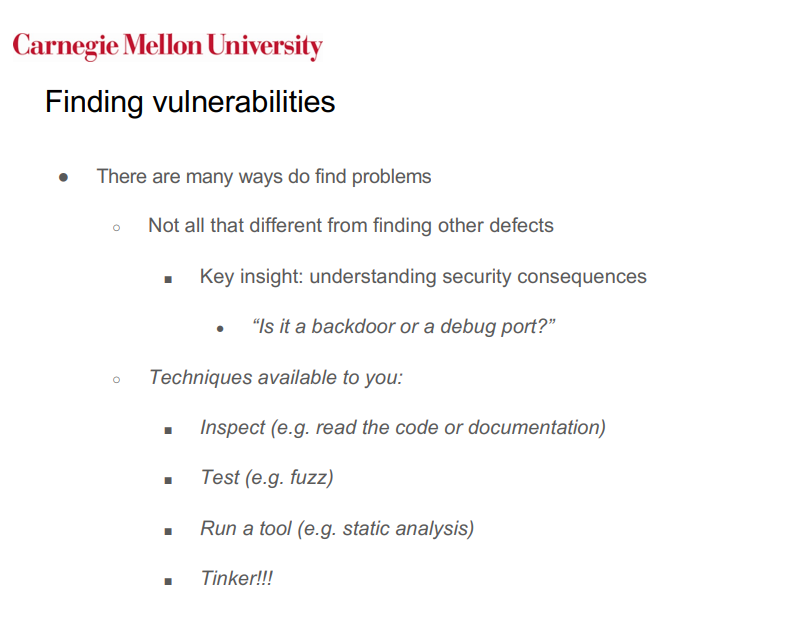 Carnegie Mellon University
Finding vulnerabilities
● There are many ways do find problems
○ Not all that different from finding other defects
■ Key insight: understanding security consequences
● “Is it a backdoor or a debug port?”
○ Techniques available to you:
■ Inspect (e.g. read the code or documentation)
■ Test (e.g. fuzz)
■ Run a tool (e.g. static analysis)
■ Tinker!!!